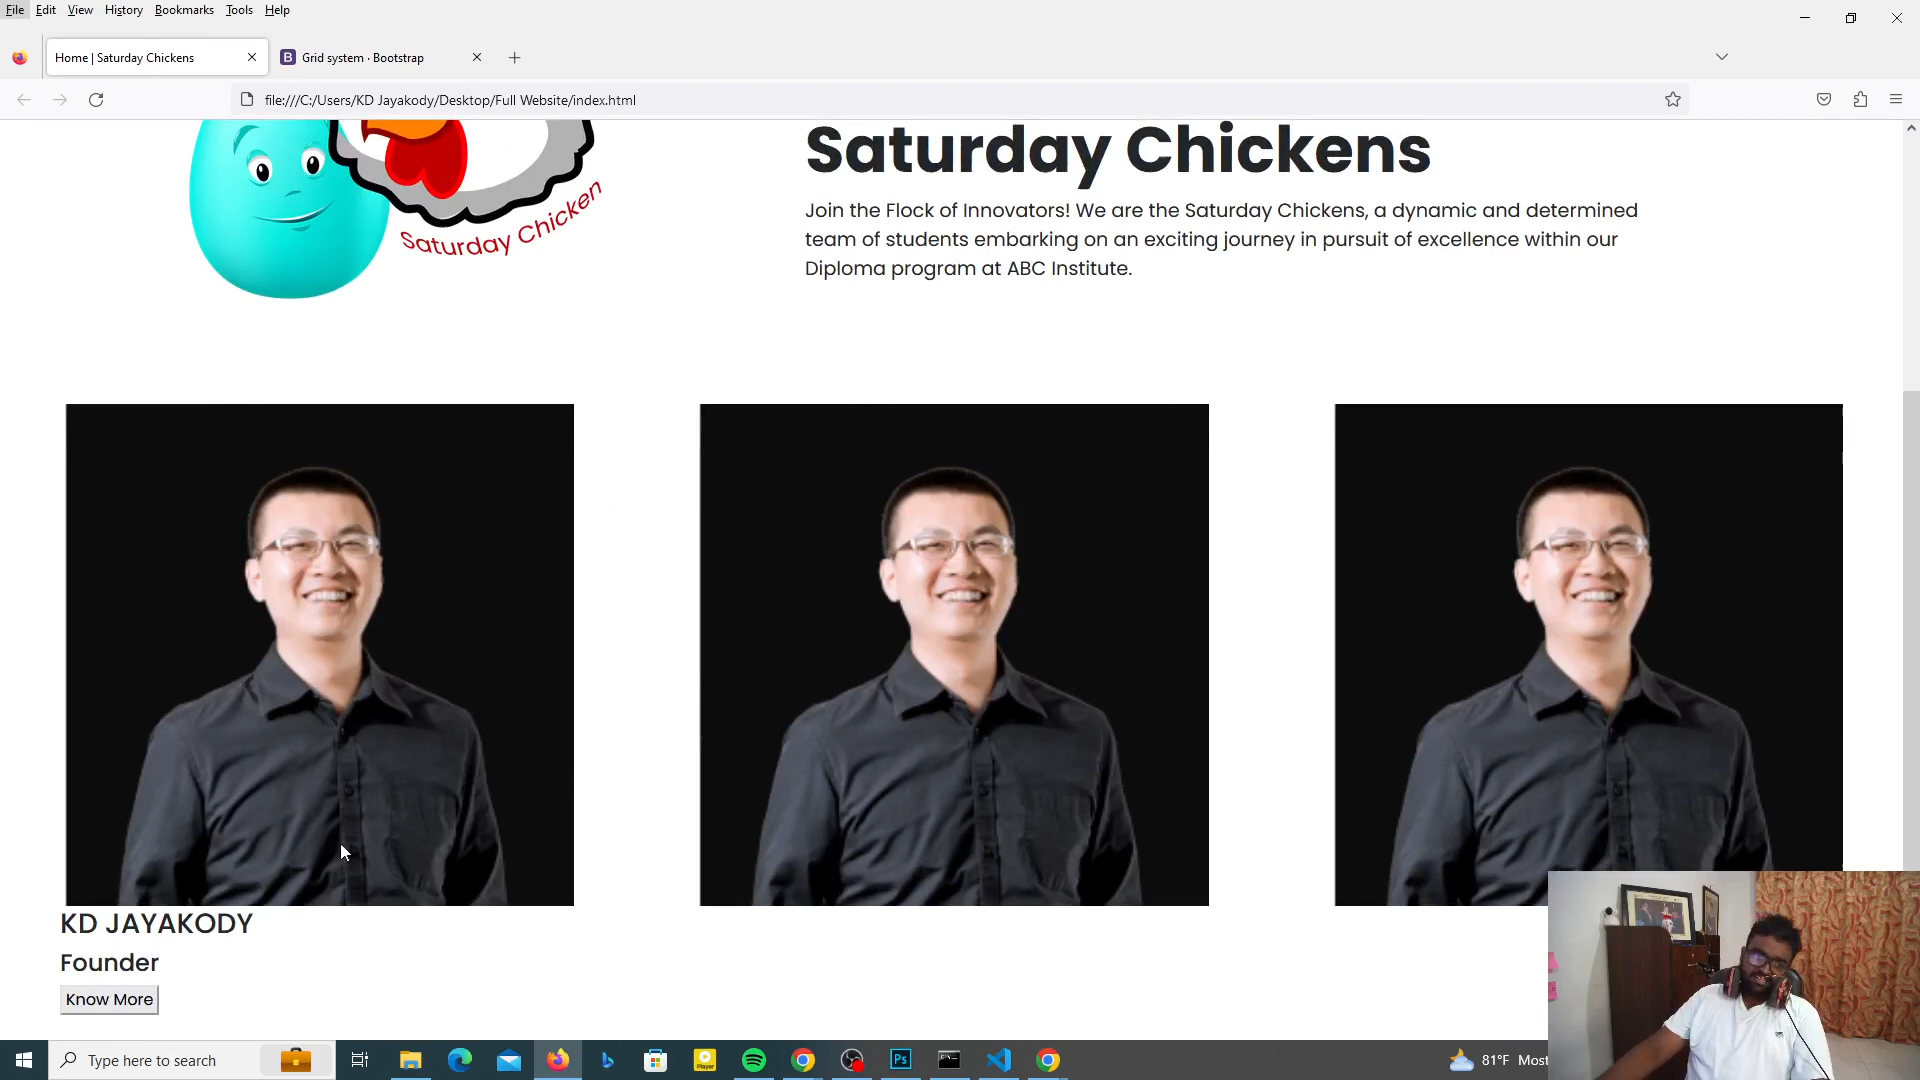 File Edit View History Bookmarks Tools Help
Home | Saturday Chickens
Grid system · Bootstrap
file:///C:/Users/KD Jayakody/Desktop/Full Website/index.html
Saturday Chicken
Saturday Chickens
Join the Flock of Innovators! We are the Saturday Chickens, a dynamic and determined
team of students embarking on an exciting journey in pursuit of excellence within our
Diploma program at ABC Institute.
KD JAYAKODY
Founder
Know More
Type here to search
Player
Ps
81°F Most